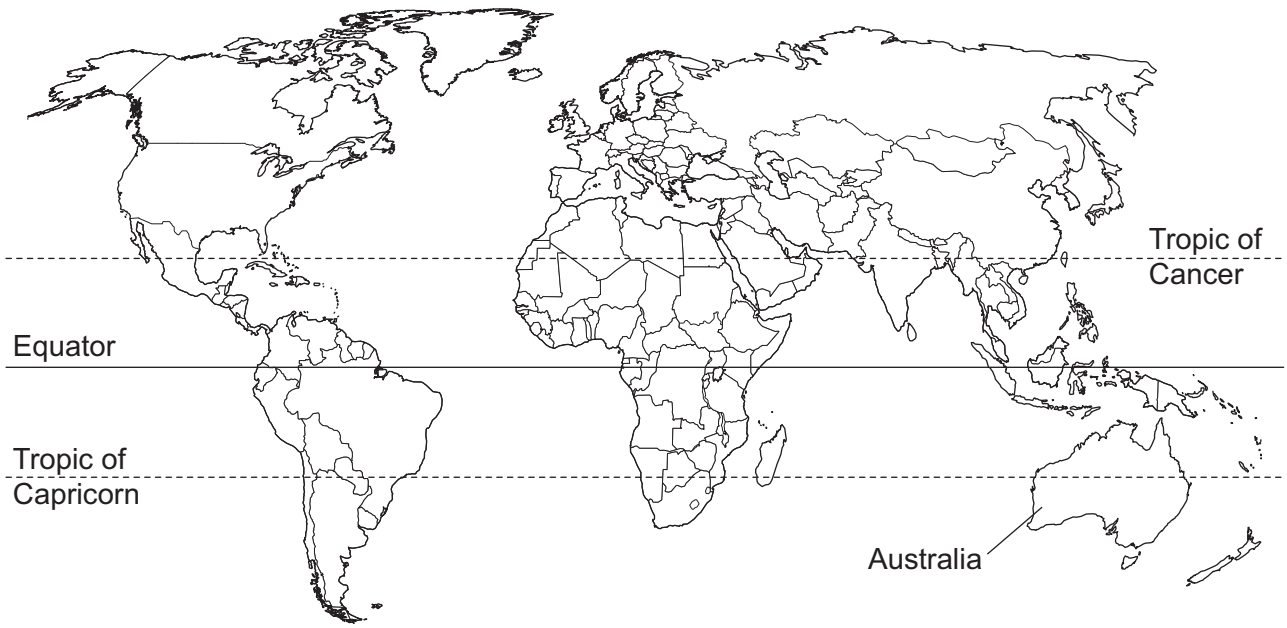 Tropic of
Cancer
Equator
Tropic of
Capricorn
Australia